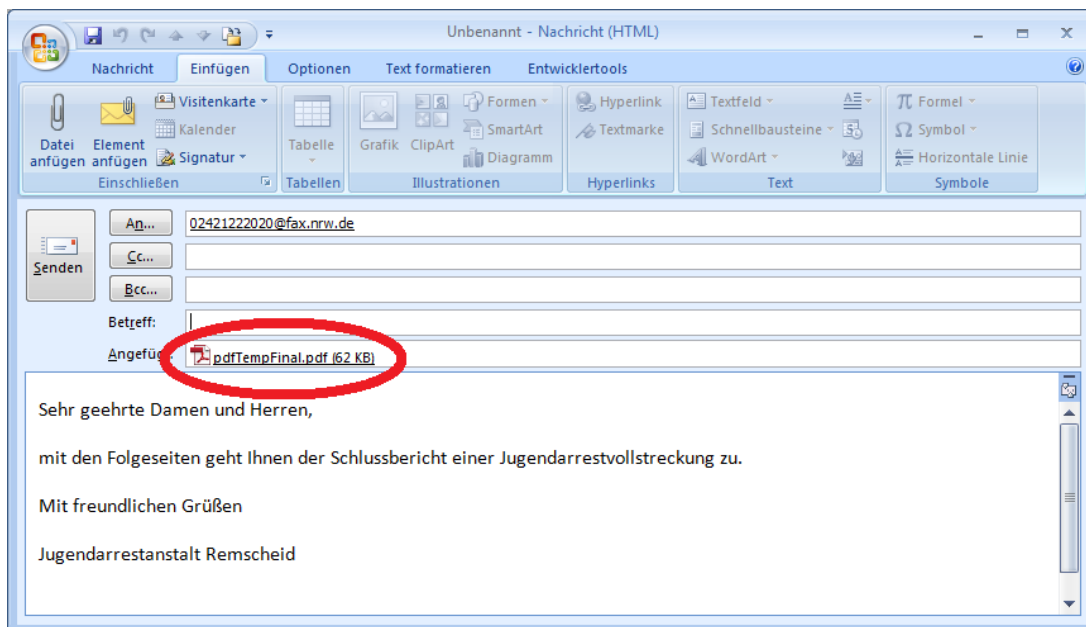 Unbenannt - Nachricht (HTML)
Nachricht Einfügen Optionen Text formatieren Entwicklertools
Datei anfügen
Element anfügen
Visitenkarte
Kalender
Signatur
Einschließen
Tabelle
Tabellen
Grafik
ClipArt
Formen
SmartArt
Diagramm
Illustrationen
Hyperlink
Textmarke
Hyperlinks
Textfeld
Schnellbausteine
WordArt
Text
π Formel
Ω Symbol
Horizontale Linie
Symbole
Senden
An... 02421222020@fax.nrw.de
Cc...
Bcc...
Betreff:
Angefüg pdfTempFinal.pdf (62 KB)
Sehr geehrte Damen und Herren,
mit den Folgeseiten geht Ihnen der Schlussbericht einer Jugendarrestvollstreckung zu.
Mit freundlichen Grüßen
Jugendarrestanstalt Remscheid